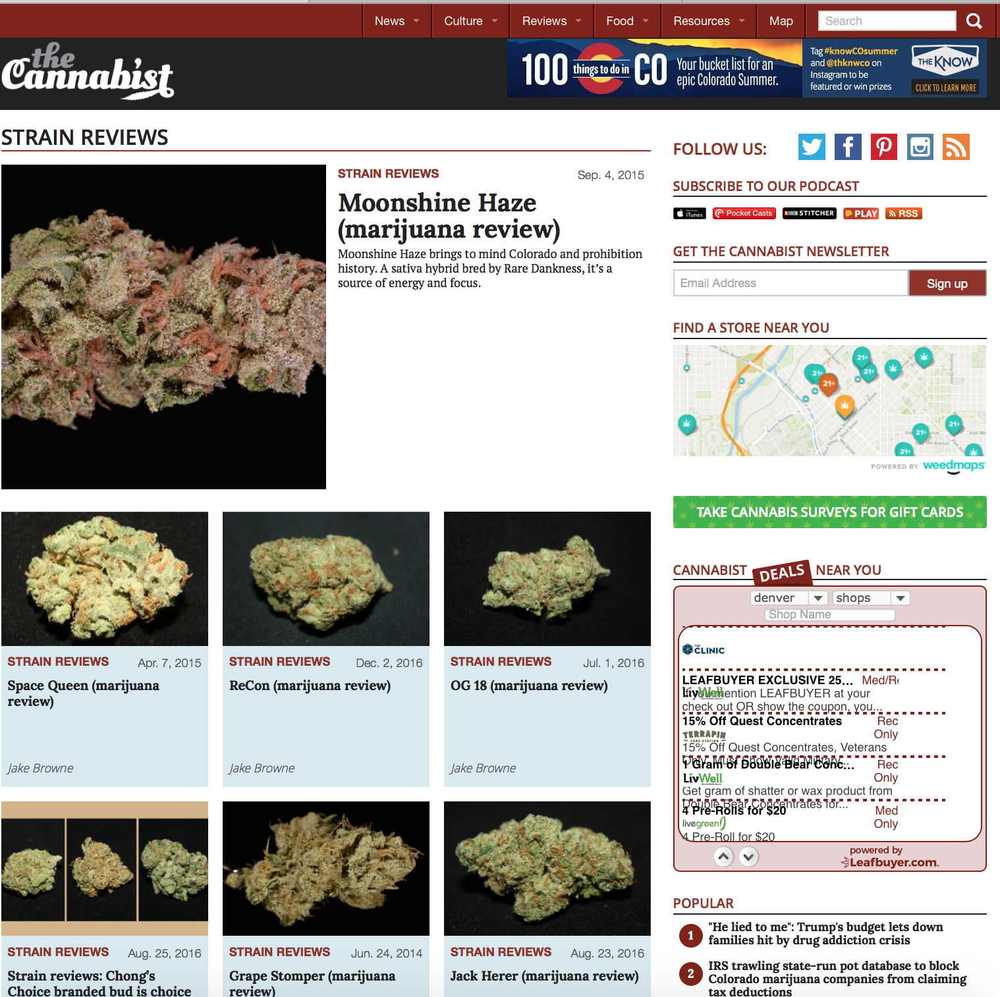 News
Culture
Reviews
Food
Resources
Map
Search
the
Cannabist
100 things to do in CO
Your bucket list for an
epic Colorado Summer.
Tag #knowCOsummer
and @thknwco on
Instagram to be
featured or win prizes
THE KNOW
CLICK TO LEARN MORE
STRAIN REVIEWS
STRAIN REVIEWS
Sep. 4, 2015
Moonshine Haze
(marijuana review)
Moonshine Haze brings to mind Colorado and prohibition
history. A sativa hybrid bred by Rare Dankness, it’s a
source of energy and focus.
STRAIN REVIEWS
Apr. 7, 2015
Space Queen (marijuana
review)
Jake Browne
STRAIN REVIEWS
Dec. 2, 2016
ReCon (marijuana review)
Jake Browne
STRAIN REVIEWS
Jul. 1, 2016
OG 18 (marijuana review)
Jake Browne
STRAIN REVIEWS
Aug. 25, 2016
Strain reviews: Chong’s
Choice branded bud is choice
STRAIN REVIEWS
Jun. 24, 2014
Grape Stomper (marijuana
review)
STRAIN REVIEWS
Aug. 23, 2016
Jack Herer (marijuana review)
FOLLOW US:
SUBSCRIBE TO OUR PODCAST
Get it on
iTunes
Pocket Casts
STITCHER
PLAY
RSS
GET THE CANNABIST NEWSLETTER
Email Address
Sign up
FIND A STORE NEAR YOU
21+
21+
21+
21+
21+
21+
21+
POWERED BY weedmaps
TAKE CANNABIS SURVEYS FOR GIFT CARDS
CANNABIST DEALS NEAR YOU
denver
shops
Shop Name
THE CLINIC
LEAFBUYER EXCLUSIVE 25...
Med/Re
LivWell
If you mention LEAFBUYER at your
check out OR show the coupon, you...
15% Off Quest Concentrates
Rec
Only
TERRAPIN
CARE STATION
15% Off Quest Concentrates, Veterans
Only, Must Show Valid Military...
1 Gram of Double Bear Conc...
Rec
Only
LivWell
Get gram of shatter or wax product from
Double Bear Concentrates for...
4 Pre-Rolls for $20
Med
Only
livegreen
4 Pre-Roll for $20
powered by
Leafbuyer.com
POPULAR
1
"He lied to me": Trump's budget lets down
families hit by drug addiction crisis
2
IRS trawling state-run pot database to block
Colorado marijuana companies from claiming
tax deductions